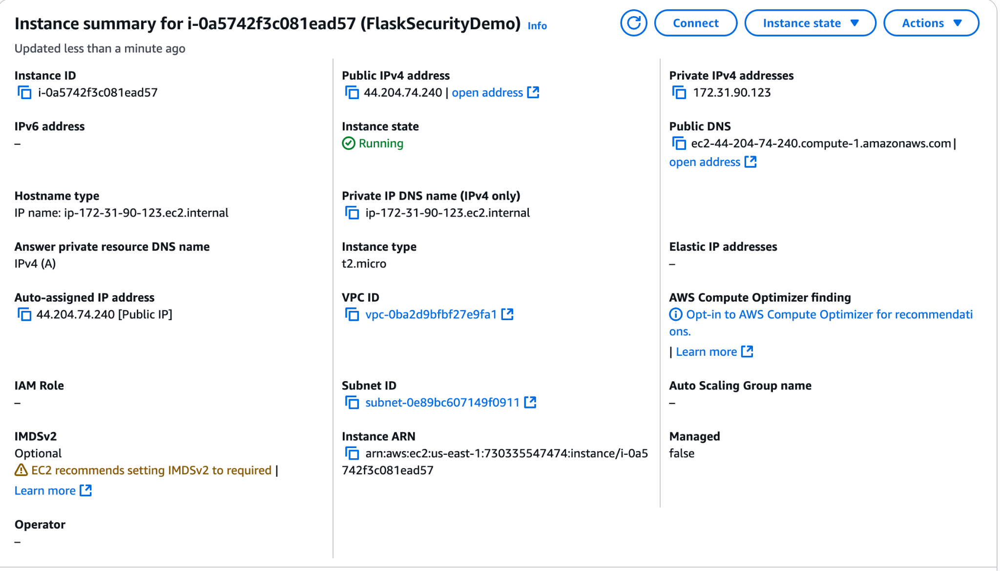 Instance summary for i-0a5742f3c081ead57 (FlaskSecurityDemo) Info
Connect
Instance state
Actions
Updated less than a minute ago
Instance ID
i-0a5742f3c081ead57
Public IPv4 address
44.204.74.240 | open address
Private IPv4 addresses
172.31.90.123
IPv6 address
–
Instance state
Running
Public DNS
ec2-44-204-74-240.compute-1.amazonaws.com |
open address
Hostname type
IP name: ip-172-31-90-123.ec2.internal
Private IP DNS name (IPv4 only)
ip-172-31-90-123.ec2.internal
Answer private resource DNS name
IPv4 (A)
Instance type
t2.micro
Elastic IP addresses
–
Auto-assigned IP address
44.204.74.240 [Public IP]
VPC ID
vpc-0ba2d9bfbf27e9fa1
AWS Compute Optimizer finding
Opt-in to AWS Compute Optimizer for recommendati
ons.
| Learn more
IAM Role
–
Subnet ID
subnet-0e89bc607149f0911
Auto Scaling Group name
–
IMDSv2
Optional
EC2 recommends setting IMDSv2 to required |
Learn more
Instance ARN
arn:aws:ec2:us-east-1:730335547474:instance/i-0a5
742f3c081ead57
Managed
false
Operator
–